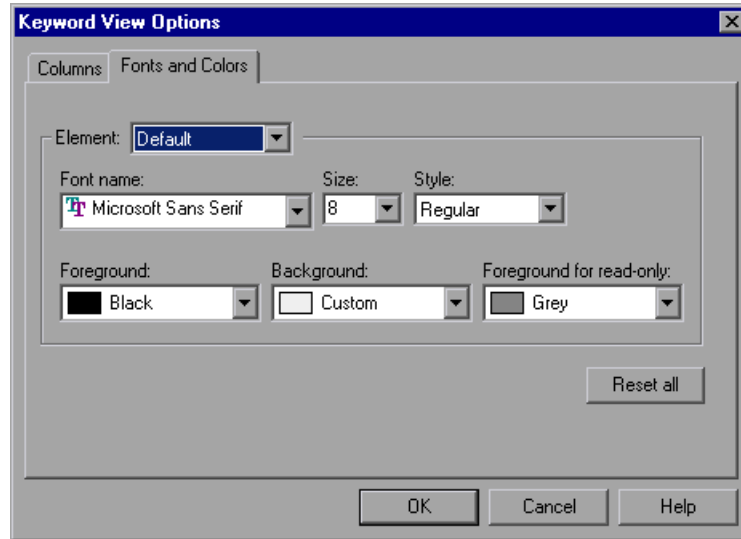 Keyword View Options
Columns Fonts and Colors
Element: Default
Font name: Size: Style:
Microsoft Sans Serif 8 Regular
Foreground: Background: Foreground for read-only:
Black Custom Grey
Reset all
OK Cancel Help